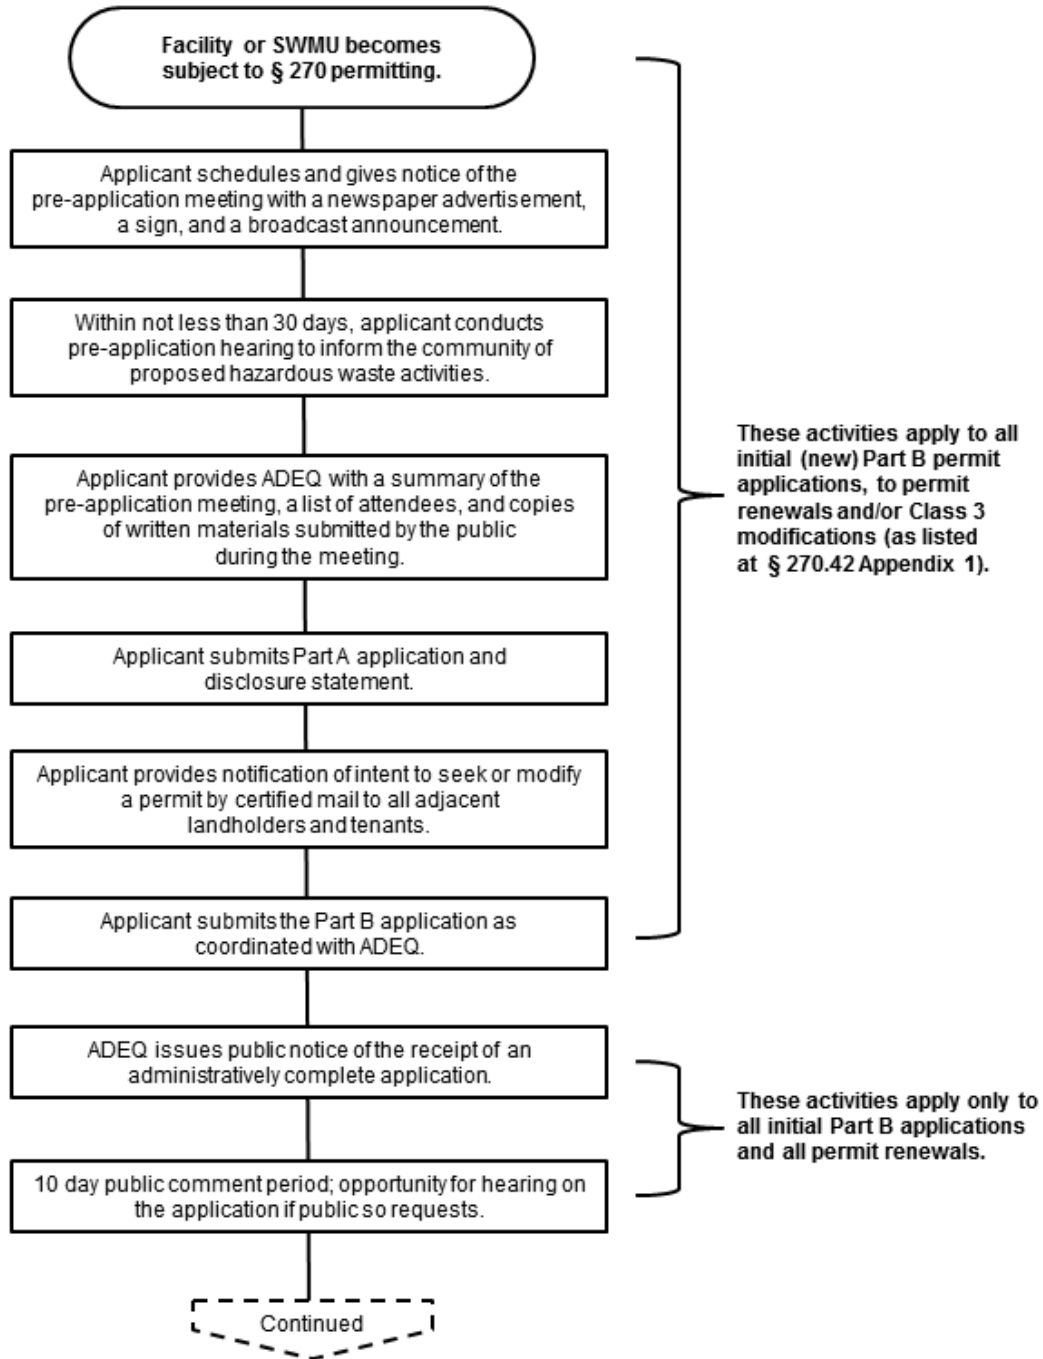 Facility or SWMU becomes
subject to § 270 permitting.
Applicant schedules and gives notice of the
pre-application meeting with a newspaper advertisement,
a sign, and a broadcast announcement.
Within not less than 30 days, applicant conducts
pre-application hearing to inform the community of
proposed hazardous waste activities.
Applicant provides ADEQ with a summary of the
pre-application meeting, a list of attendees, and copies
of written materials submitted by the public
during the meeting.
Applicant submits Part A application and
disclosure statement.
Applicant provides notification of intent to seek or modify
a permit by certified mail to all adjacent
landholders and tenants.
Applicant submits the Part B application as
coordinated with ADEQ.
These activities apply to all
initial (new) Part B permit
applications, to permit
renewals and/or Class 3
modifications (as listed
at § 270.42 Appendix 1).
ADEQ issues public notice of the receipt of an
administratively complete application.
10 day public comment period; opportunity for hearing on
the application if public so requests.
These activities apply only to
all initial Part B applications
and all permit renewals.
Continued